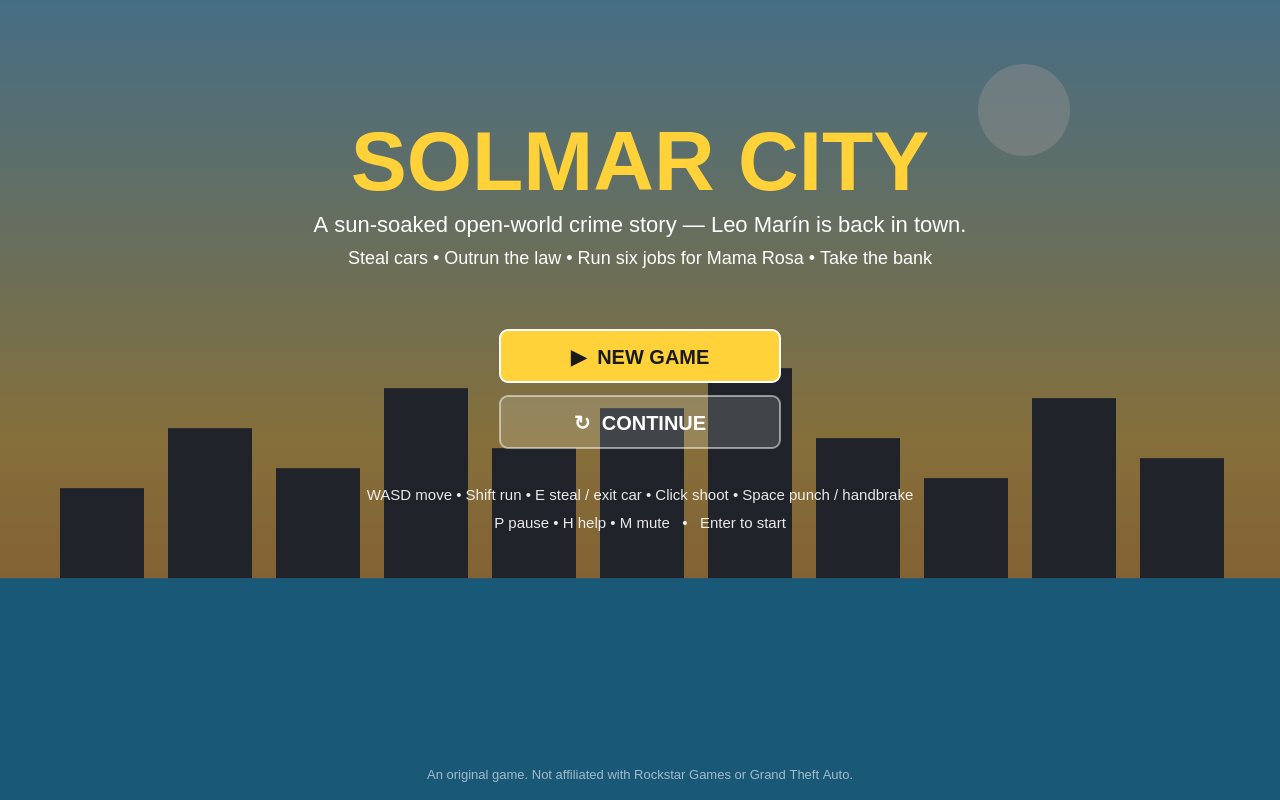 SOLMAR CITY
A sun-soaked open-world crime story — Leo Marín is back in town.
Steal cars • Outrun the law • Run six jobs for Mama Rosa • Take the bank
▶ NEW GAME
↻ CONTINUE
WASD move • Shift run • E steal / exit car • Click shoot • Space punch / handbrake
P pause • H help • M mute • Enter to start
An original game. Not affiliated with Rockstar Games or Grand Theft Auto.